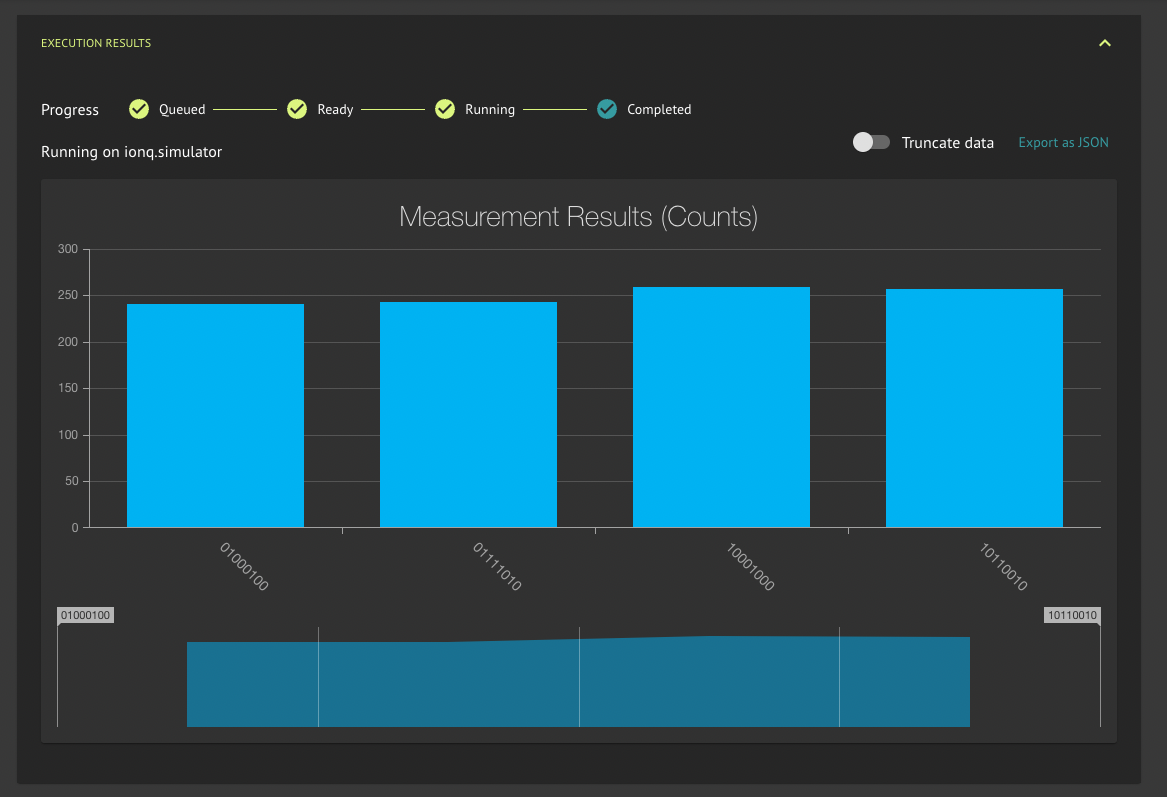 EXECUTION RESULTS
Progress
Queued
Ready
Running
Completed
Running on ionq.simulator
Truncate data
Export as JSON
Measurement Results (Counts)
300
250
200
150
100
50
0
01000100
01111010
10001000
10110010
01000100
10110010